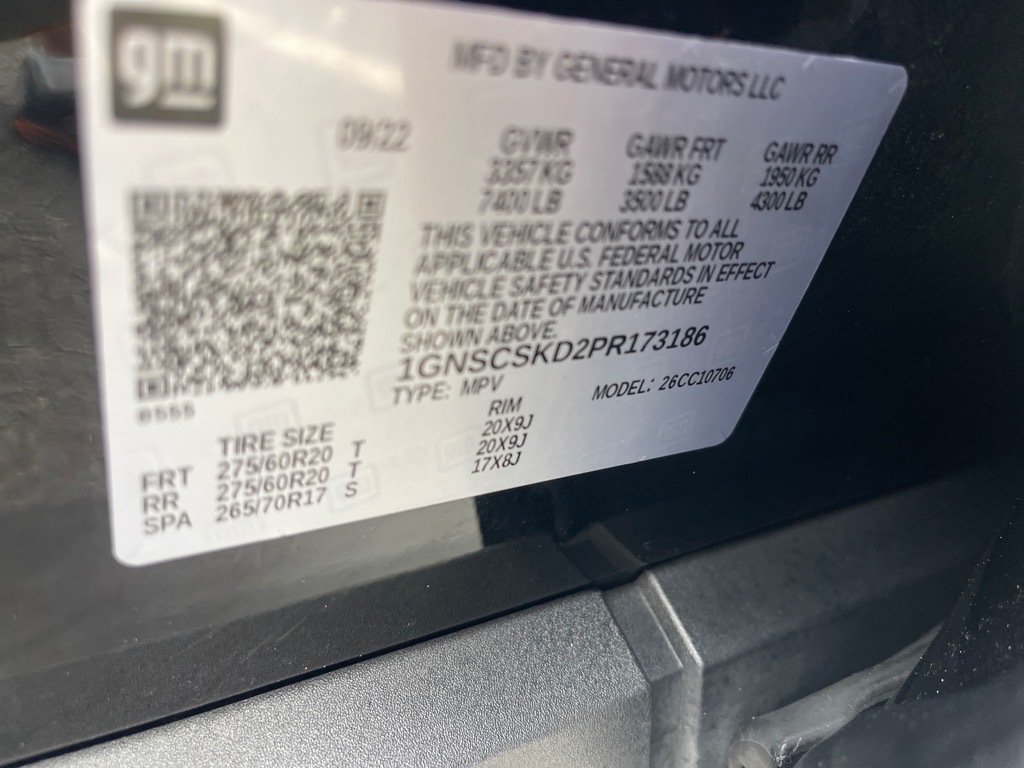 gm
MFD BY GENERAL MOTORS LLC
09/22
GVWR GAWR FRT GAWR RR
3357 KG 1588 KG 1950 KG
7400 LB 3500 LB 4300 LB
THIS VEHICLE CONFORMS TO ALL
APPLICABLE U.S. FEDERAL MOTOR
VEHICLE SAFETY STANDARDS IN EFFECT
ON THE DATE OF MANUFACTURE
SHOWN ABOVE.
1GNSCSKD2PR173186
TYPE: MPV MODEL: 26CC10706
TIRE SIZE RIM
FRT 275/60R20 T 20X9J
RR 275/60R20 T 20X9J
SPA 265/70R17 S 17X8J